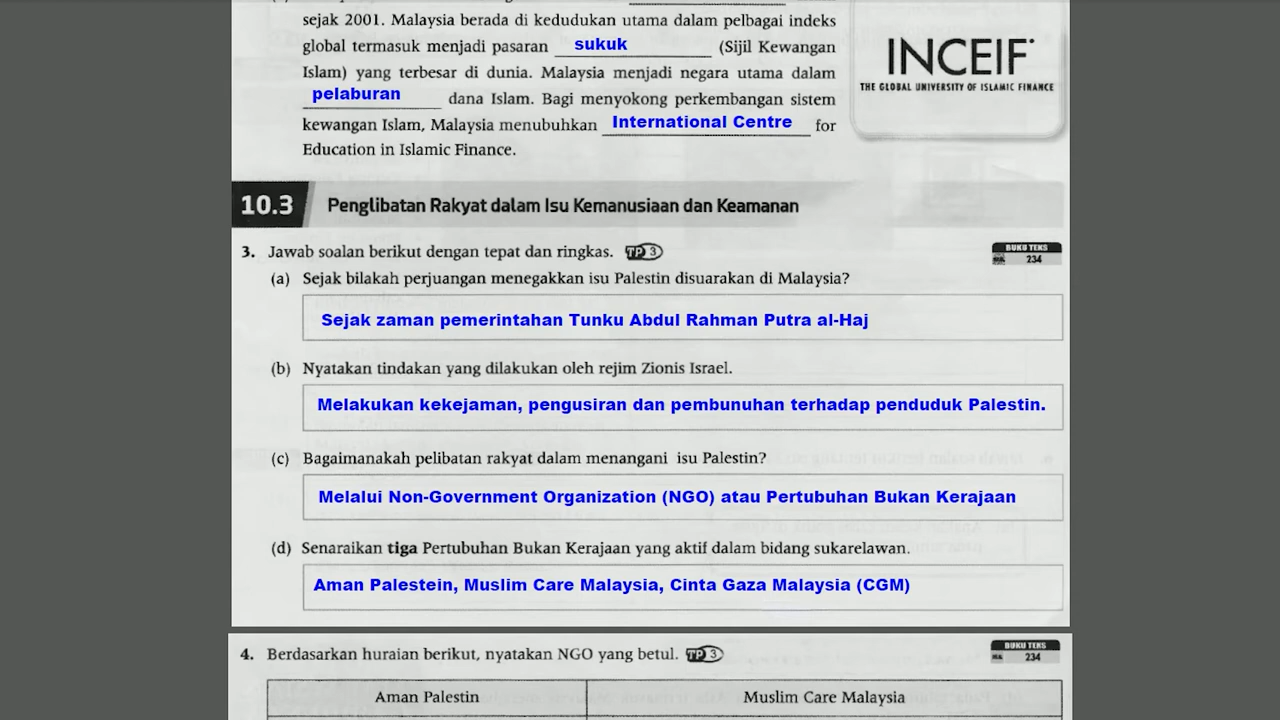 sejak 2001. Malaysia berada di kedudukan utama dalam pelbagai indeks
global termasuk menjadi pasaran sukuk (Sijil Kewangan
Islam) yang terbesar di dunia. Malaysia menjadi negara utama dalam
pelaburan dana Islam. Bagi menyokong perkembangan sistem
kewangan Islam, Malaysia menubuhkan International Centre for
Education in Islamic Finance.
INCEIF
THE GLOBAL UNIVERSITY OF ISLAMIC FINANCE
10.3 Penglibatan Rakyat dalam Isu Kemanusiaan dan Keamanan
3. Jawab soalan berikut dengan tepat dan ringkas. TP 3
BUKU TEKS
234
(a) Sejak bilakah perjuangan menegakkan isu Palestin disuarakan di Malaysia?
Sejak zaman pemerintahan Tunku Abdul Rahman Putra al-Haj
(b) Nyatakan tindakan yang dilakukan oleh rejim Zionis Israel.
Melakukan kekejaman, pengusiran dan pembunuhan terhadap penduduk Palestin.
(c) Bagaimanakah pelibatan rakyat dalam menangani isu Palestin?
Melalui Non-Government Organization (NGO) atau Pertubuhan Bukan Kerajaan
(d) Senaraikan tiga Pertubuhan Bukan Kerajaan yang aktif dalam bidang sukarelawan.
Aman Palestein, Muslim Care Malaysia, Cinta Gaza Malaysia (CGM)
4. Berdasarkan huraian berikut, nyatakan NGO yang betul. TP 3
BUKU TEKS
234
Aman Palestin
Muslim Care Malaysia